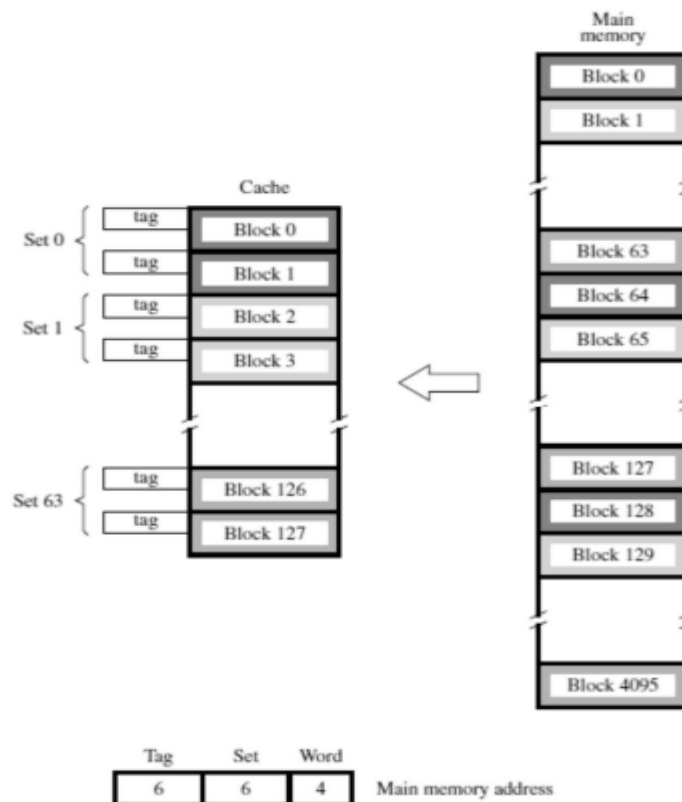 Main
memory
Block 0
Block 1
Cache
Set 0
tag
Block 0
tag
Block 1
Set 1
tag
Block 2
tag
Block 3
Block 63
Block 64
Block 65
Set 63
tag
Block 126
tag
Block 127
Block 127
Block 128
Block 129
Block 4095
Tag Set Word
6 6 4 Main memory address